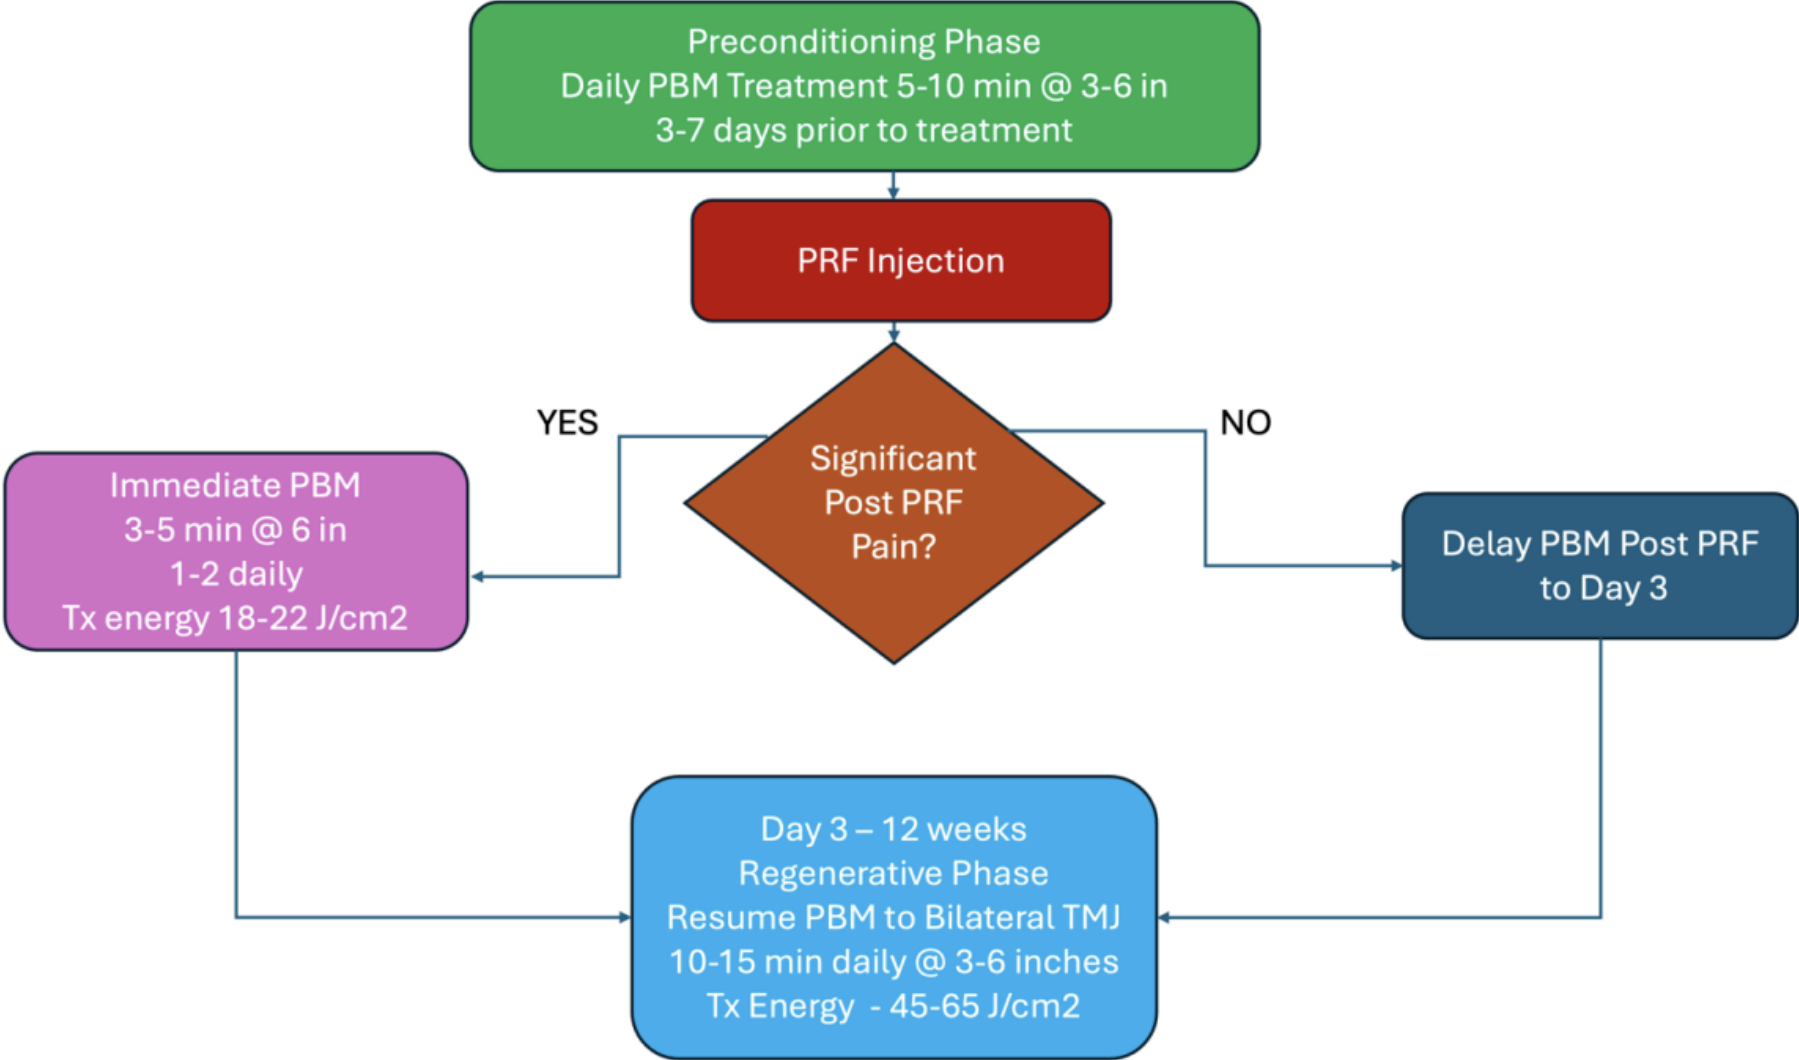 Preconditioning Phase
Daily PBM Treatment 5-10 min @ 3-6 in
3-7 days prior to treatment
PRF Injection
YES
NO
Significant
Post PRF
Pain?
Immediate PBM
3-5 min @ 6 in
1-2 daily
Tx energy 18-22 J/cm2
Delay PBM Post PRF
to Day 3
Day 3 – 12 weeks
Regenerative Phase
Resume PBM to Bilateral TMJ
10-15 min daily @ 3-6 inches
Tx Energy  - 45-65 J/cm2